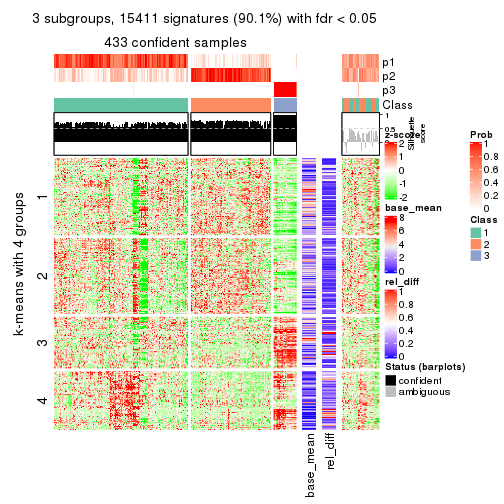 3 subgroups, 15411 signatures (90.1%) with fdr < 0.05
433 confident samples
p1
p2
p3
Class
1
0.5
0
Silhouette
score
k-means with 4 groups
1
2
3
4
base_mean
rel_diff
z-score
2
1
0
-1
-2
base_mean
8
6
4
2
0
rel_diff
1
0.8
0.6
0.4
0.2
0
Status (barplots)
confident
ambiguous
Prob
1
0.8
0.6
0.4
0.2
0
Class
1
2
3